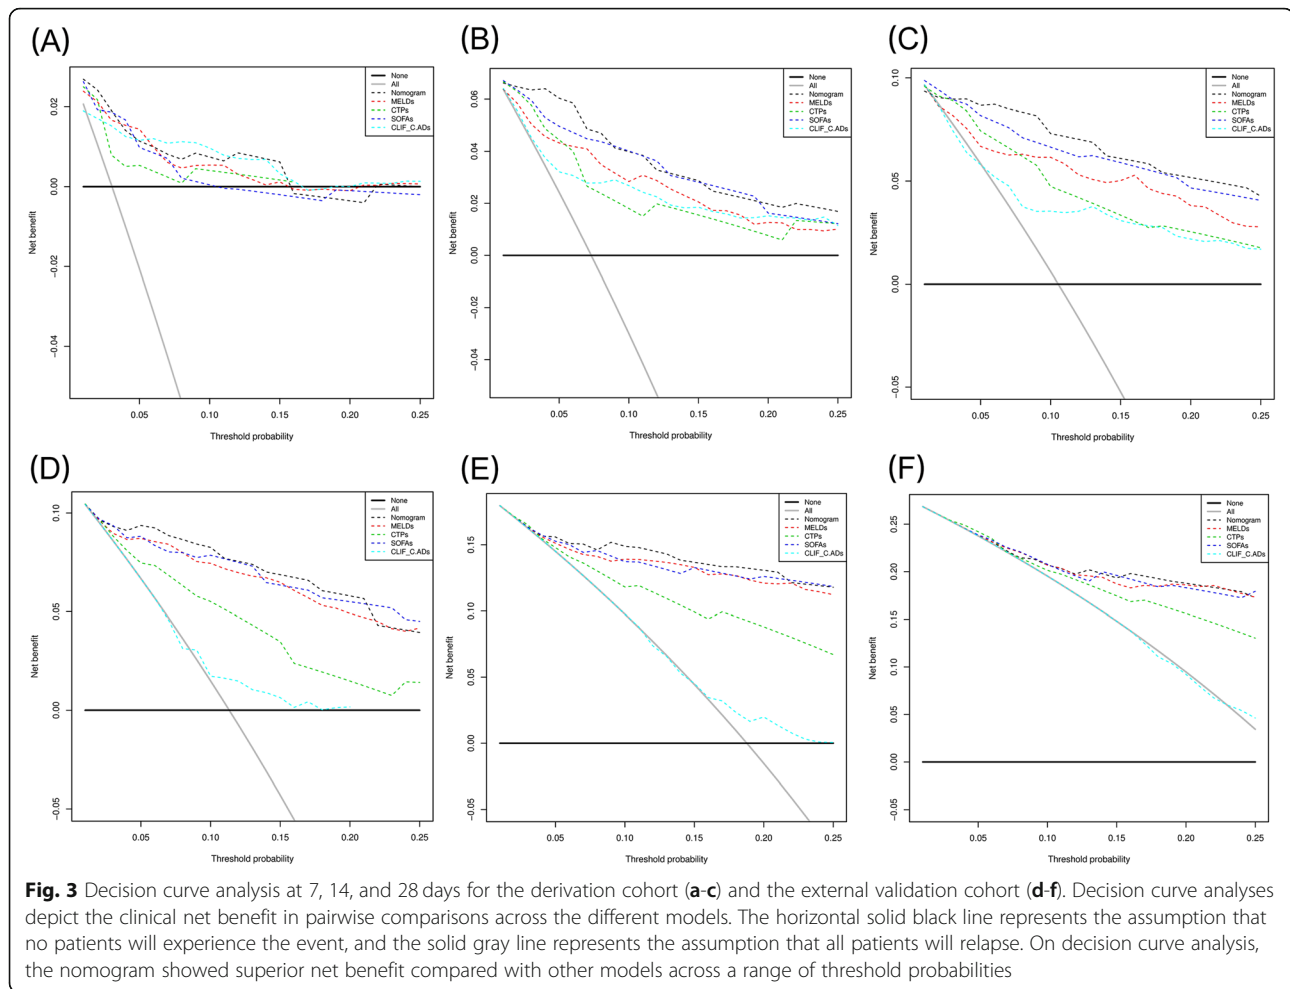 (A)
None
All
Nomogram
MELDs
CTPs
SOFAs
CLIF_C.ADs
0.02
0.00
−0.02
−0.04
Net benefit
0.05
0.10
0.15
0.20
0.25
Threshold probability
(B)
None
All
Nomogram
MELDs
CTPs
SOFAs
CLIF_C.ADs
0.06
0.04
0.02
0.00
−0.02
−0.04
Net benefit
0.05
0.10
0.15
0.20
0.25
Threshold probability
(C)
None
All
Nomogram
MELDs
CTPs
SOFAs
CLIF_C.ADs
0.10
0.05
0.00
−0.05
Net benefit
0.05
0.10
0.15
0.20
0.25
Threshold probability
(D)
None
All
Nomogram
MELDs
CTPs
SOFAs
CLIF_C.ADs
0.10
0.05
0.00
−0.05
Net benefit
0.05
0.10
0.15
0.20
0.25
Threshold probability
(E)
None
All
Nomogram
MELDs
CTPs
SOFAs
CLIF_C.ADs
0.15
0.10
0.05
0.00
−0.05
Net benefit
0.05
0.10
0.15
0.20
0.25
Threshold probability
(F)
None
All
Nomogram
MELDs
CTPs
SOFAs
CLIF_C.ADs
0.25
0.20
0.15
0.10
0.05
0.00
−0.05
Net benefit
0.05
0.10
0.15
0.20
0.25
Threshold probability
Fig. 3 Decision curve analysis at 7, 14, and 28 days for the derivation cohort (a-c) and the external validation cohort (d-f). Decision curve analyses
depict the clinical net benefit in pairwise comparisons across the different models. The horizontal solid black line represents the assumption that
no patients will experience the event, and the solid gray line represents the assumption that all patients will relapse. On decision curve analysis,
the nomogram showed superior net benefit compared with other models across a range of threshold probabilities